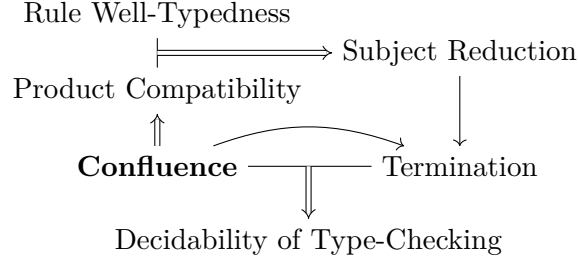 Rule Well-Typedness
Subject Reduction
Product Compatibility
Confluence
Termination
Decidability of Type-Checking